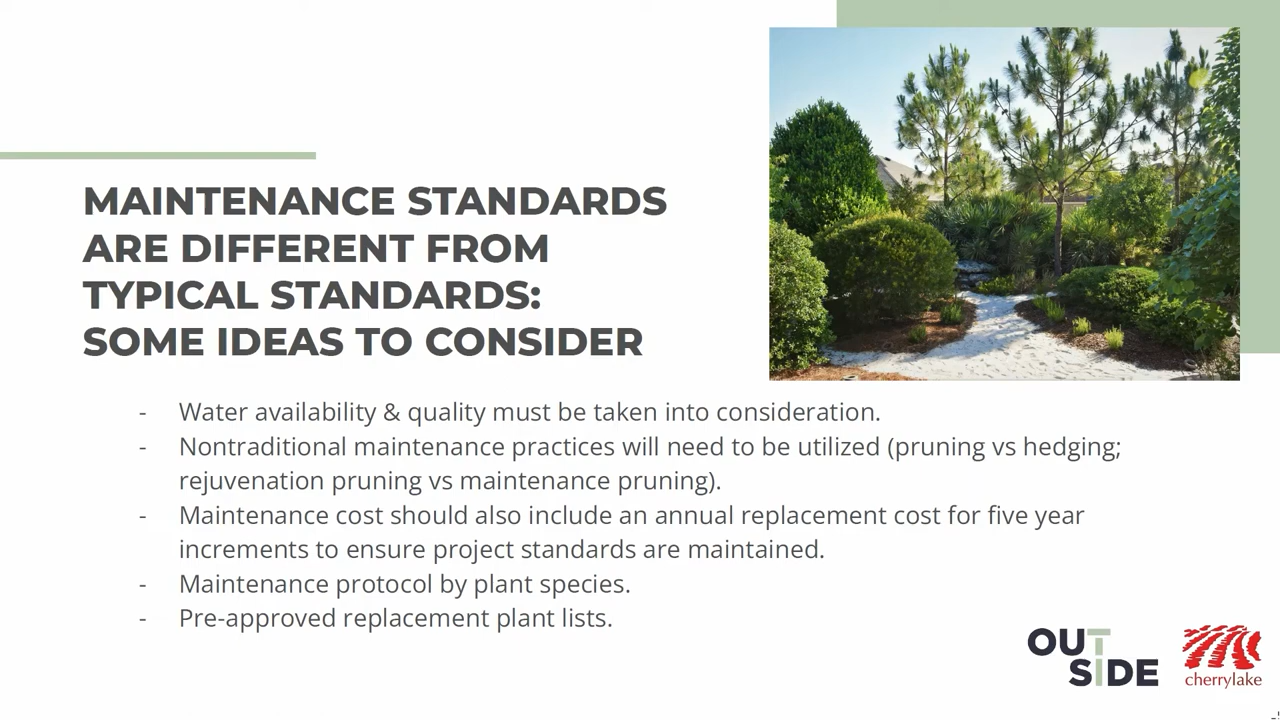 MAINTENANCE STANDARDS
ARE DIFFERENT FROM
TYPICAL STANDARDS:
SOME IDEAS TO CONSIDER
- Water availability & quality must be taken into consideration.
- Nontraditional maintenance practices will need to be utilized (pruning vs hedging;
rejuvenation pruning vs maintenance pruning).
- Maintenance cost should also include an annual replacement cost for five year
increments to ensure project standards are maintained.
- Maintenance protocol by plant species.
- Pre-approved replacement plant lists.
OUT
SIDE
cherrylake